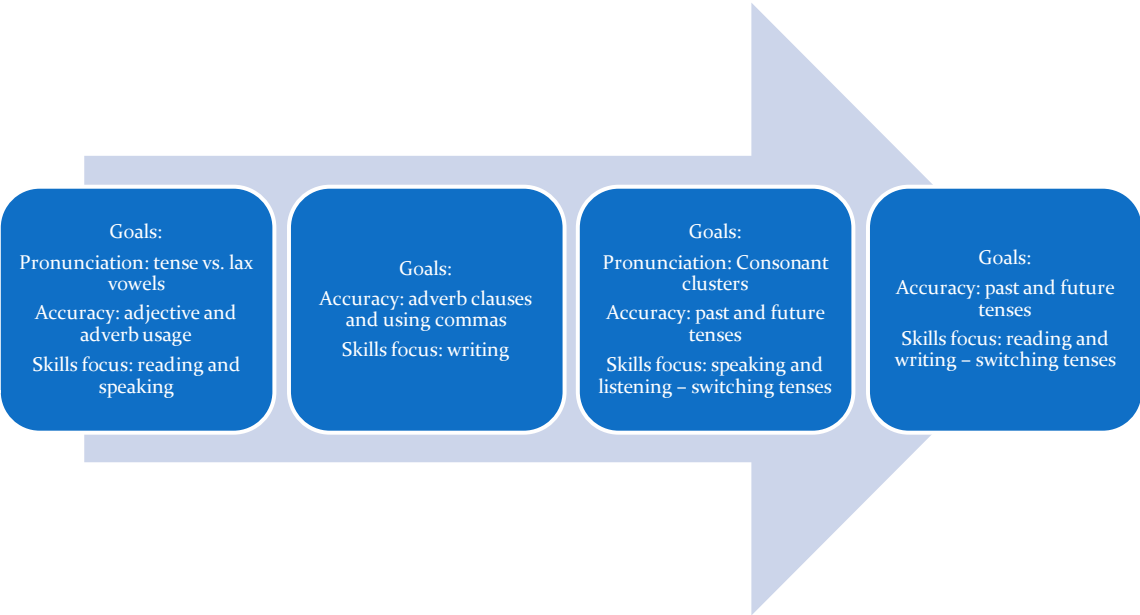 Goals:
Pronunciation: tense vs. lax
vowels
Accuracy: adjective and
adverb usage
Skills focus: reading and
speaking
Goals:
Accuracy: adverb clauses
and using commas
Skills focus: writing
Goals:
Pronunciation: Consonant
clusters
Accuracy: past and future
tenses
Skills focus: speaking and
listening – switching tenses
Goals:
Accuracy: past and future
tenses
Skills focus: reading and
writing – switching tenses